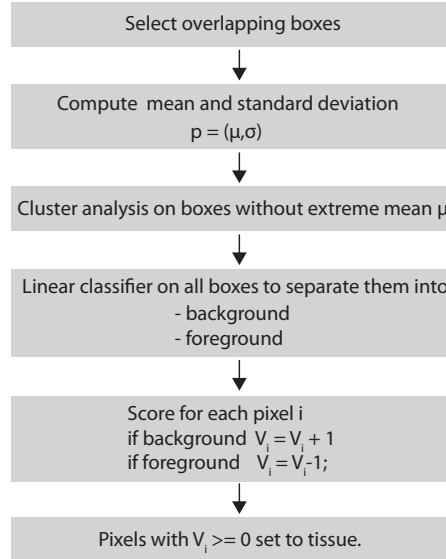 Select overlapping boxes
Compute mean and standard deviation
p = (μ,σ)
Cluster analysis on boxes without extreme mean μ
Linear classifier on all boxes to separate them into
- background
- foreground
Score for each pixel i
if background V_i = V_i + 1
if foreground V_i = V_i-1;
Pixels with V_i >= 0 set to tissue.